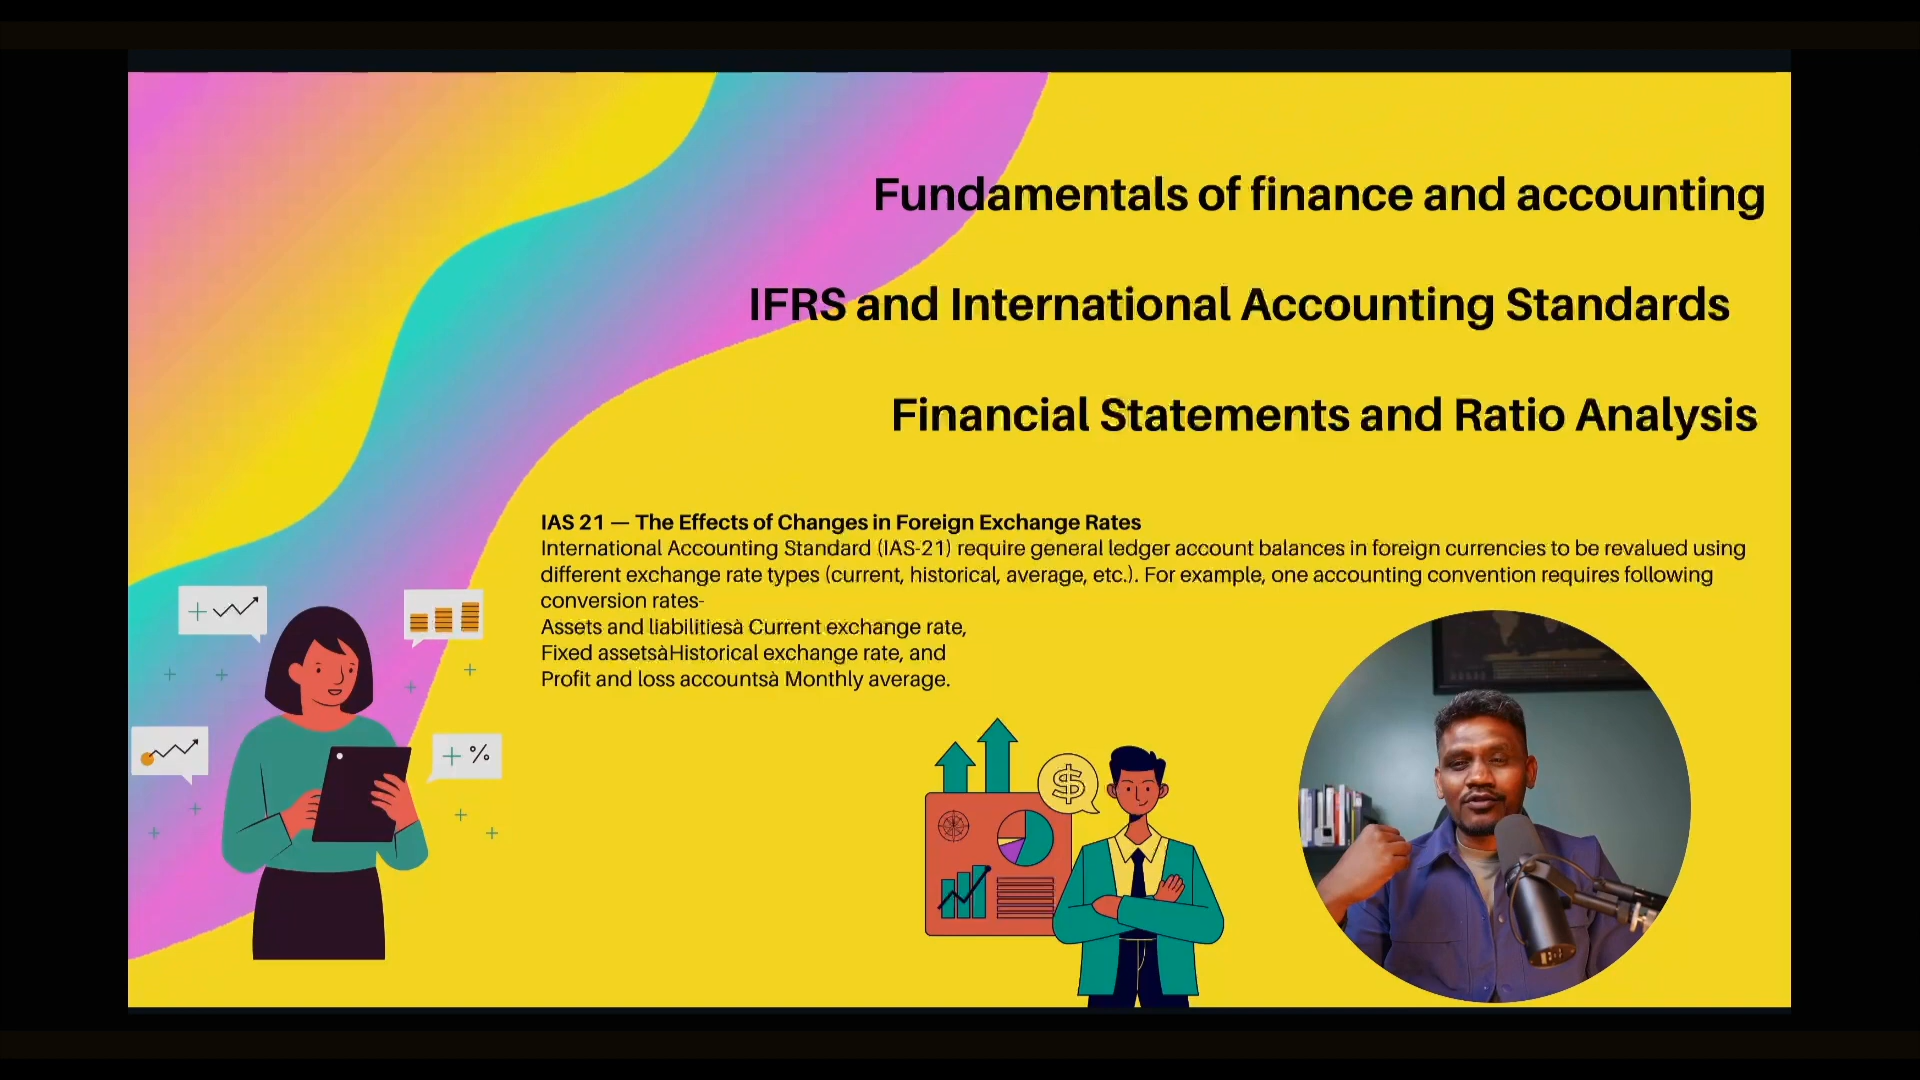 Fundamentals of finance and accounting
IFRS and International Accounting Standards
Financial Statements and Ratio Analysis
IAS 21 — The Effects of Changes in Foreign Exchange Rates
International Accounting Standard (IAS-21) require general ledger account balances in foreign currencies to be revalued using
different exchange rate types (current, historical, average, etc.). For example, one accounting convention requires following
conversion rates-
Assets and liabilitiesà Current exchange rate,
Fixed assetsàHistorical exchange rate, and
Profit and loss accountsà Monthly average.